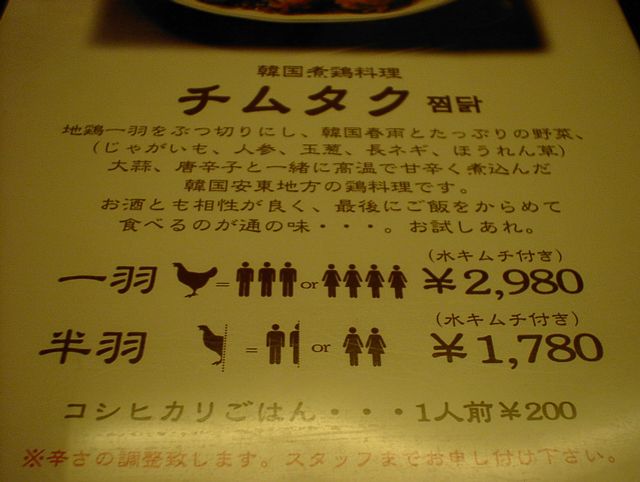 韓国煮鶏料理
チムタク 찜닭
地鶏一羽をぶつ切りにし、韓国春雨とたっぷりの野菜、
(じゃがいも、人参、玉葱、長ネギ、ほうれん草)
大蒜、唐辛子と一緒に高温で甘辛く煮込んだ
韓国安東地方の鶏料理です。
お酒とも相性が良く、最後にご飯をからめて
食べるのが通の味・・・。お試しあれ。
(水キムチ付き)
一羽 = or ¥2,980
(水キムチ付き)
半羽 = or ¥1,780
コシヒカリごはん・・・1人前¥200
※辛さの調整致します。スタッフまでお申し付け下さい。